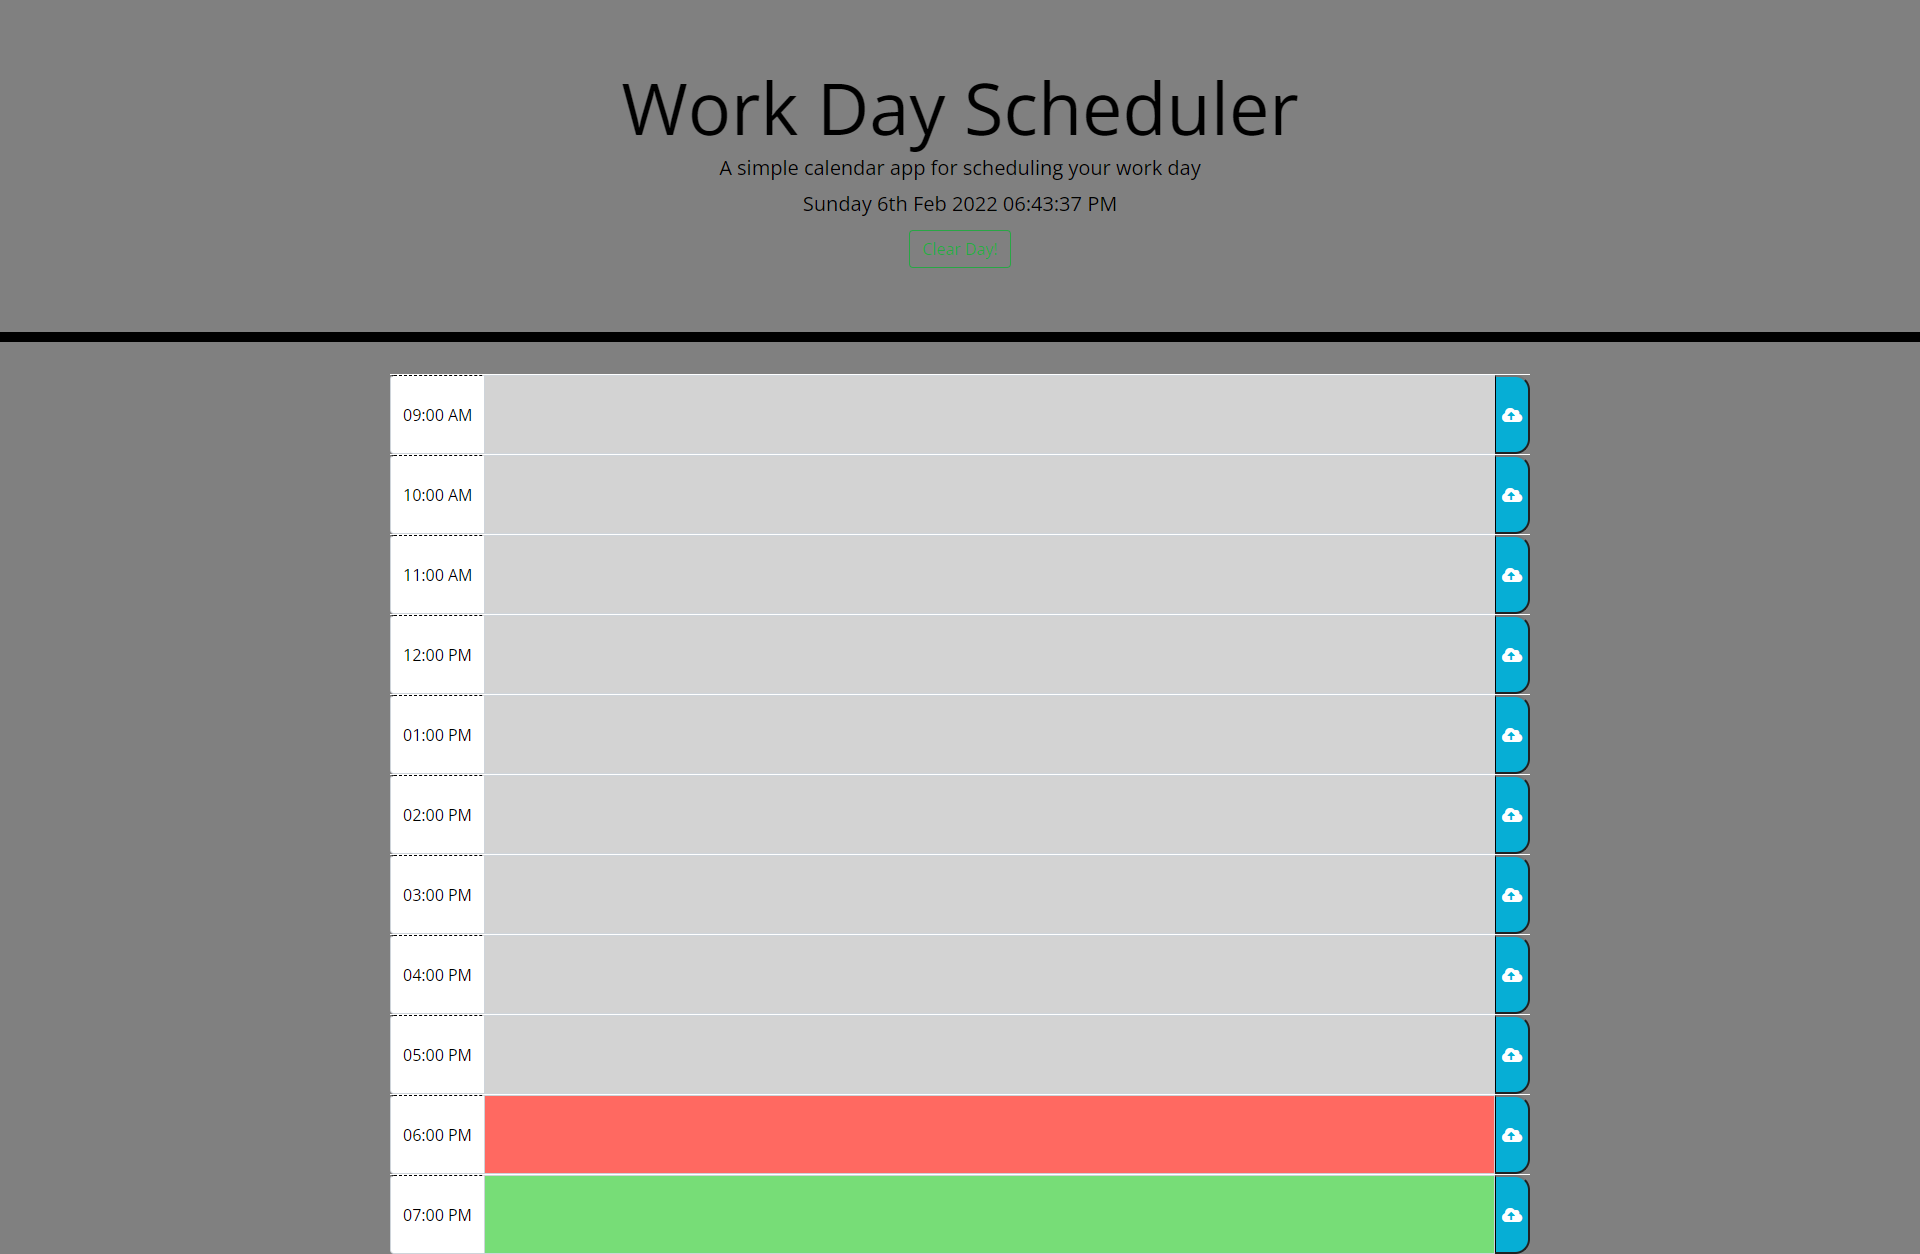 Work Day Scheduler
A simple calendar app for scheduling your work day
Sunday 6th Feb 2022 06:43:37 PM
Clear Day!
09:00 AM
10:00 AM
11:00 AM
12:00 PM
01:00 PM
02:00 PM
03:00 PM
04:00 PM
05:00 PM
06:00 PM
07:00 PM